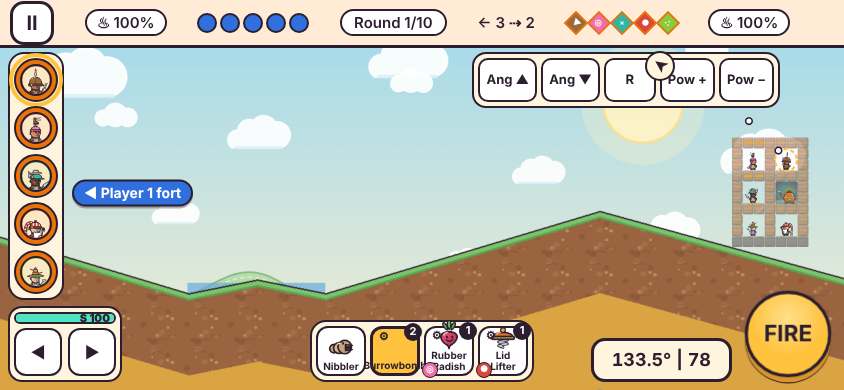 100%
Round 1/10
← 3 ⇢ 2
100%
Ang ▲
Ang ▼
R
Pow +
Pow −
◀ Player 1 fort
S 100
Nibbler
2
Burrowbomb
1
Rubber
Radish
1
Lid
Lifter
133.5° | 78
FIRE